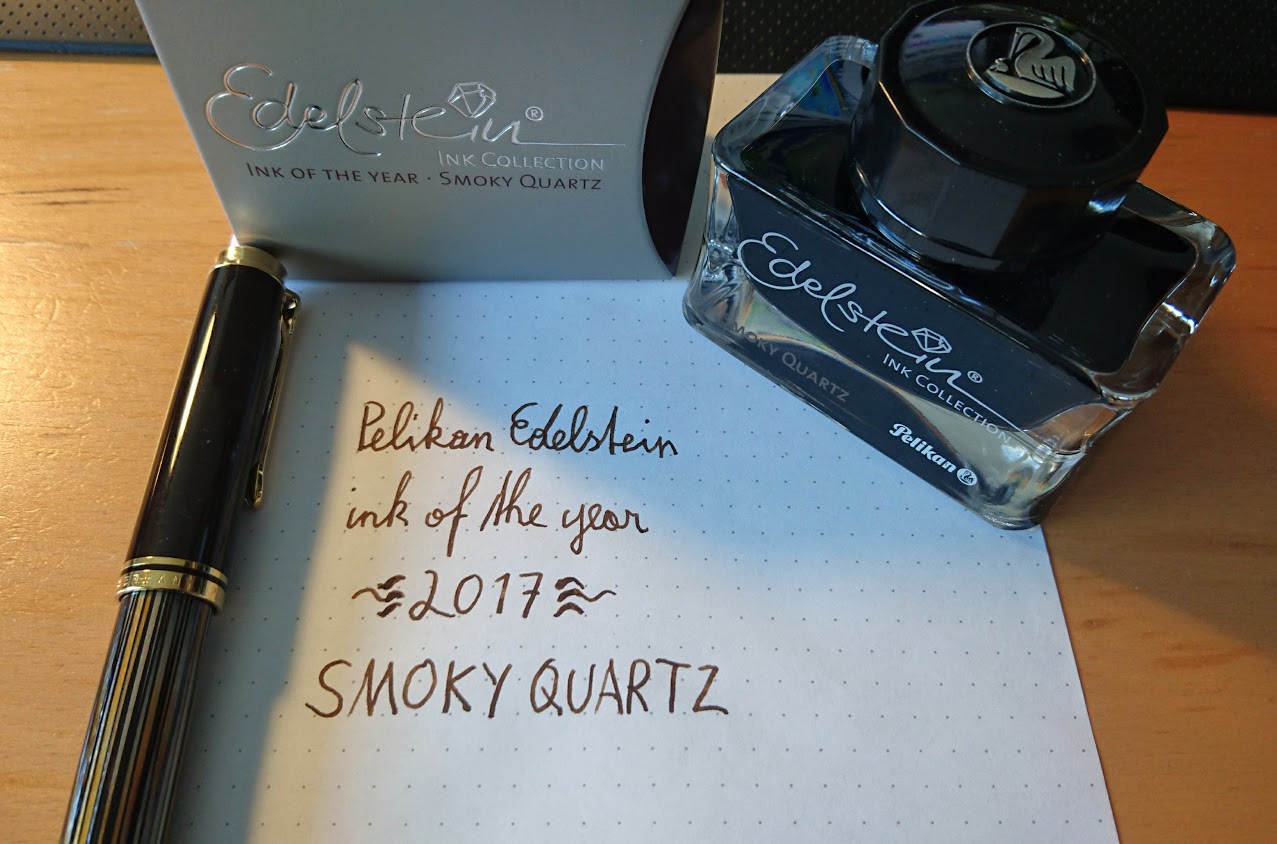 Edelstein®
INK COLLECTION
INK OF THE YEAR · SMOKY QUARTZ
Edelstein®
INK COLLECTION
SMOKY QUARTZ
Pelikan
Pelikan Edelstein
ink of the year
~2017~
SMOKY QUARTZ